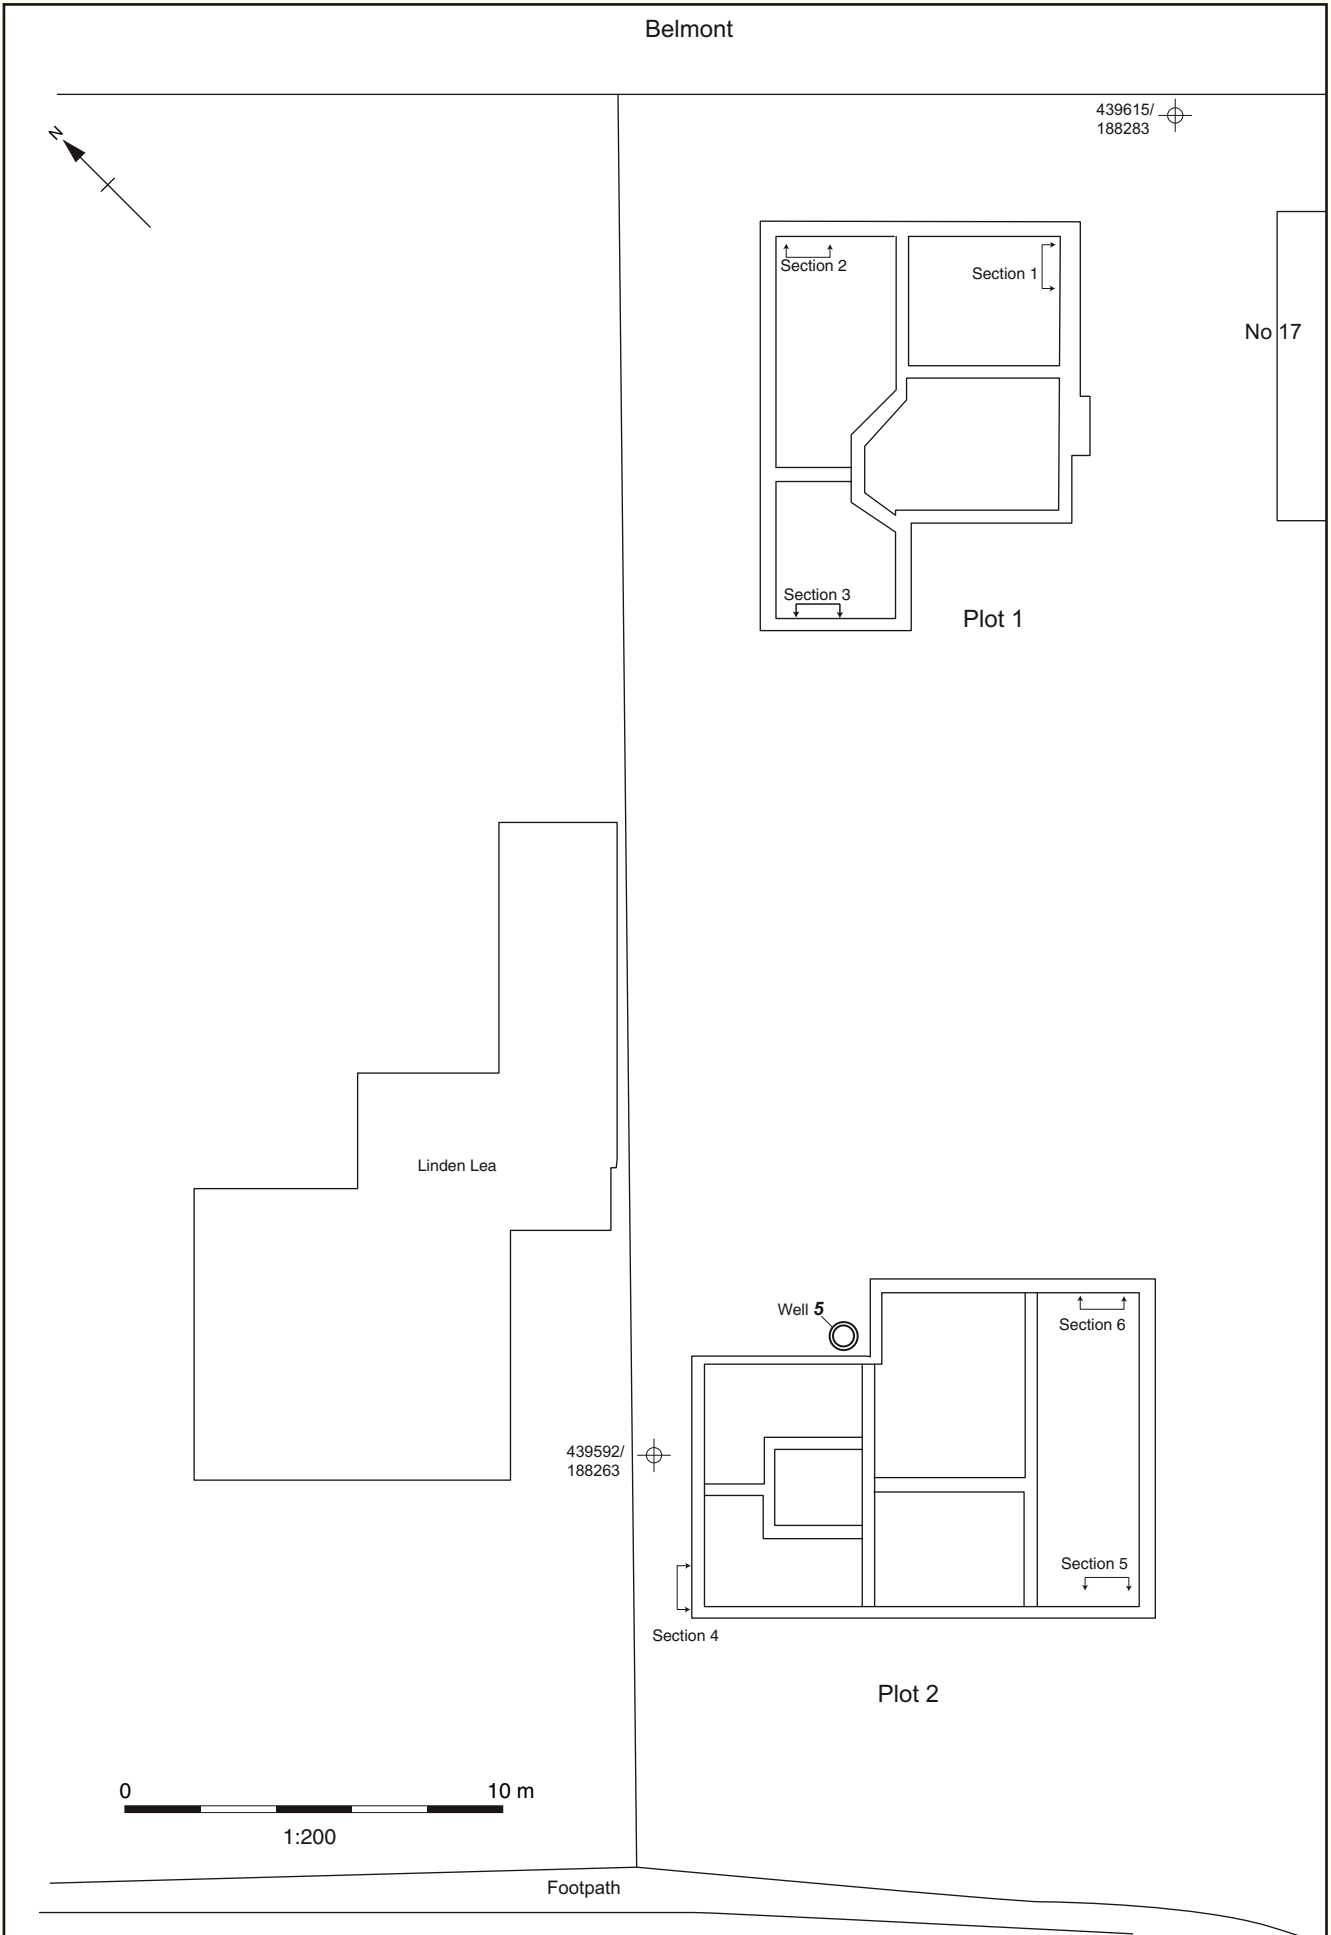 Belmont
N
439615/
188283
Section 2
Section 1
No 17
Section 3
Plot 1
Linden Lea
Well 5
Section 6
439592/
188263
Section 5
Section 4
Plot 2
0 10 m
1:200
Footpath